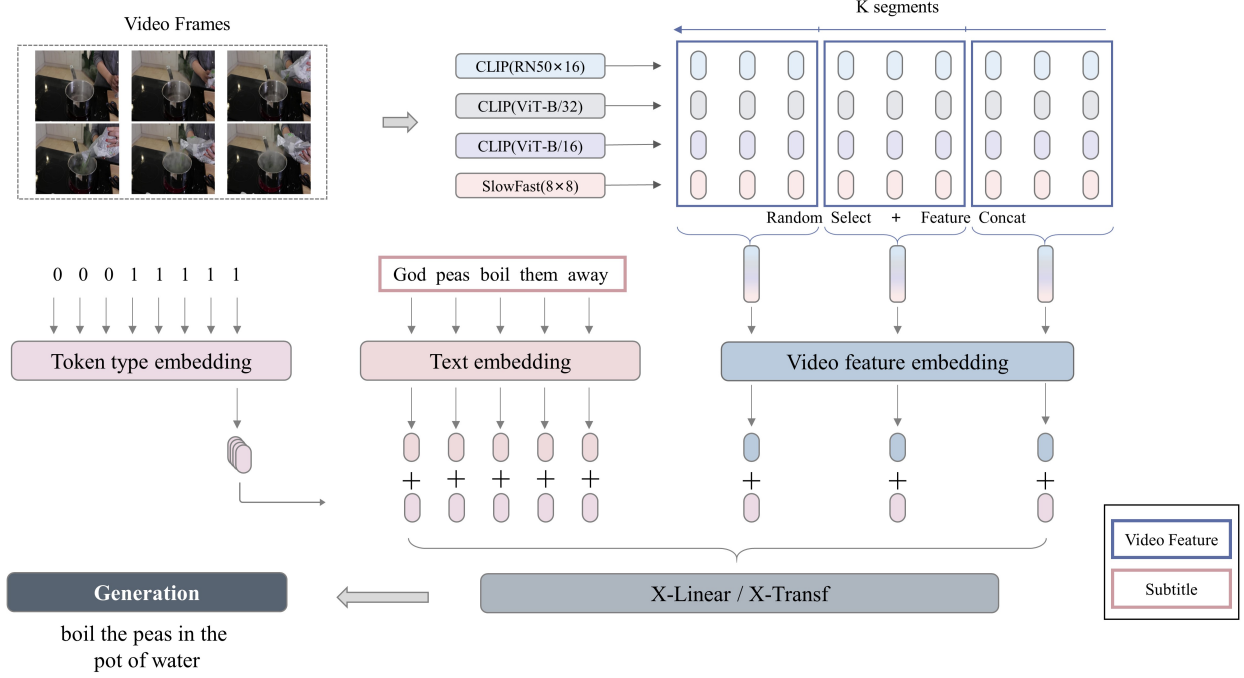 Video Frames
K segments
CLIP(RN50×16)
CLIP(ViT-B/32)
CLIP(ViT-B/16)
SlowFast(8×8)
Random Select + Feature Concat
0 0 0 1 1 1 1 1
God peas boil them away
Token type embedding
Text embedding
Video feature embedding
+ + + + + + + +
Video Feature
Subtitle
Generation
X-Linear / X-Transf
boil the peas in the
pot of water